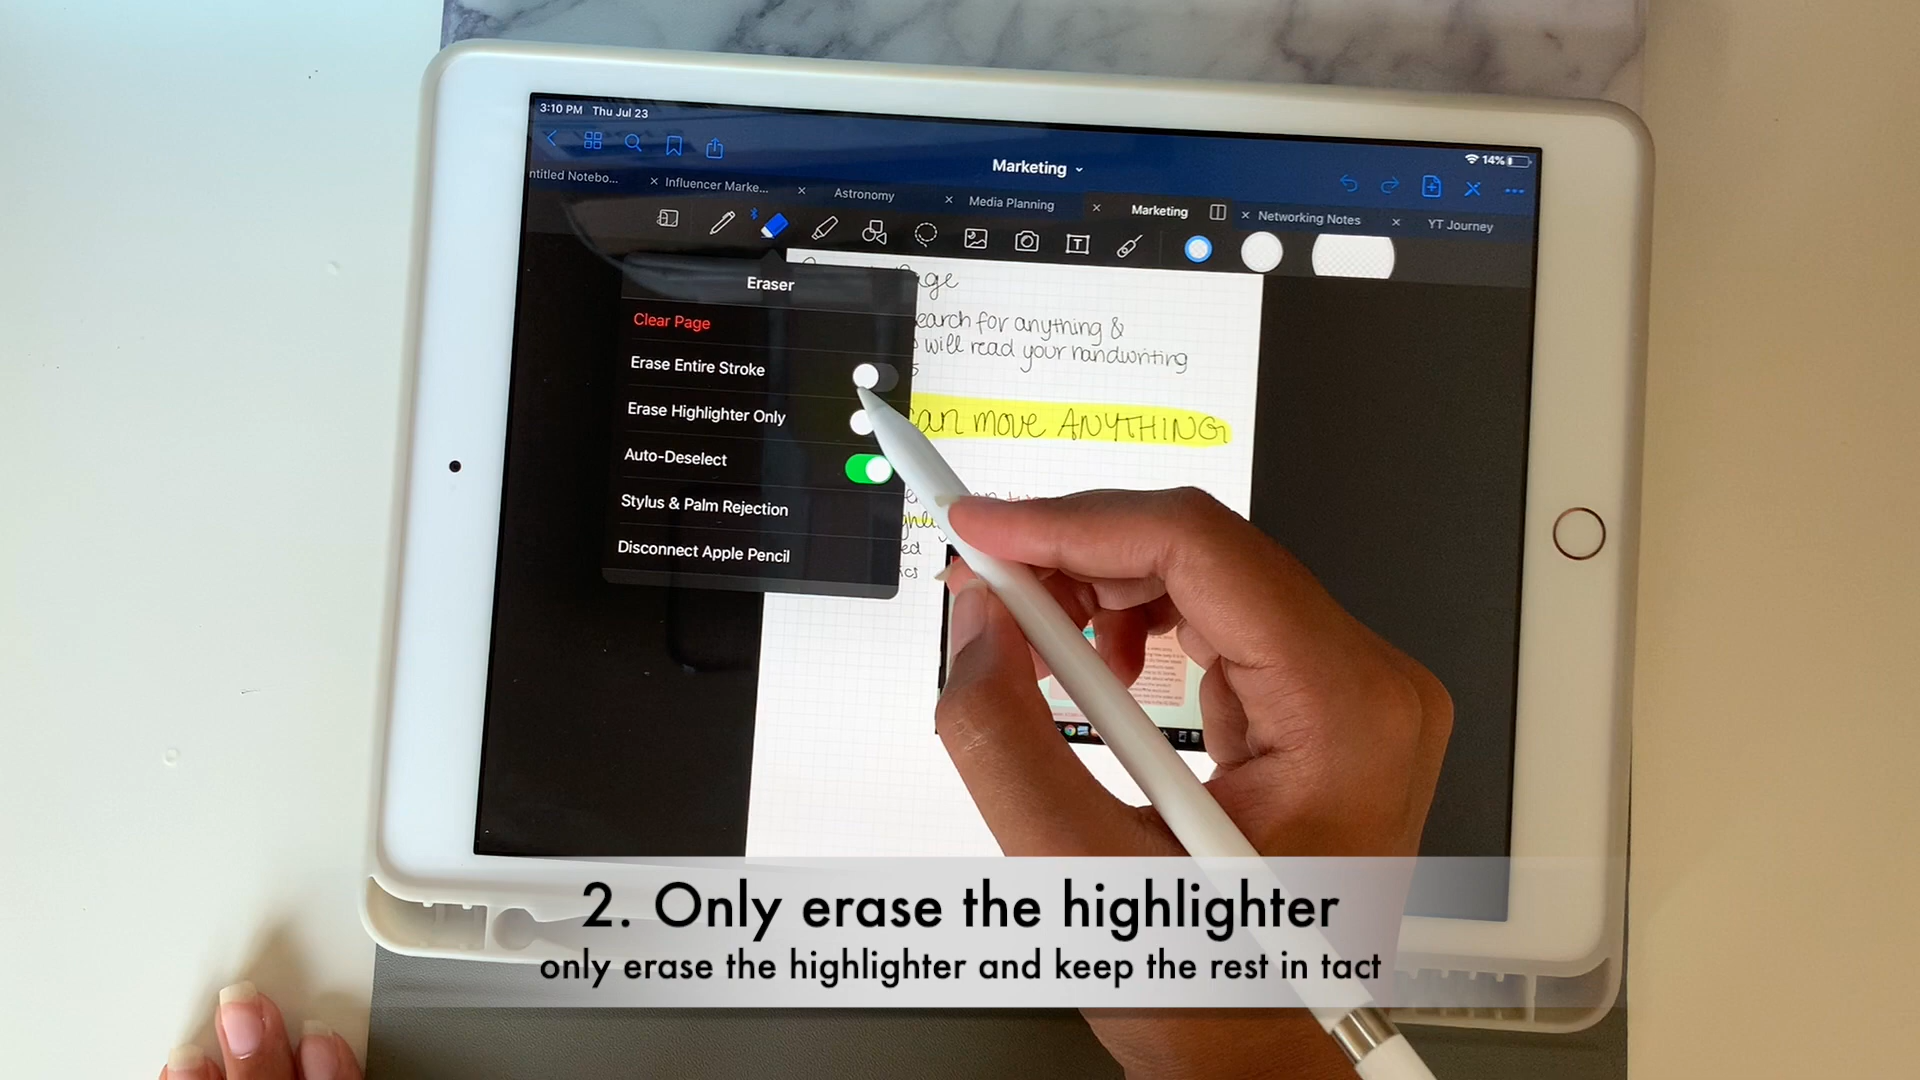 3:10 PM Thu Jul 23
14%
Marketing
ntitled Notebo...
Influencer Marke...
Astronomy
Media Planning
Marketing
Networking Notes
YT Journey
Eraser
Clear Page
Erase Entire Stroke
Erase Highlighter Only
Auto-Deselect
Stylus & Palm Rejection
Disconnect Apple Pencil
earch for anything &
will read your handwriting
can move ANYTHING
2. Only erase the highlighter
only erase the highlighter and keep the rest in tact